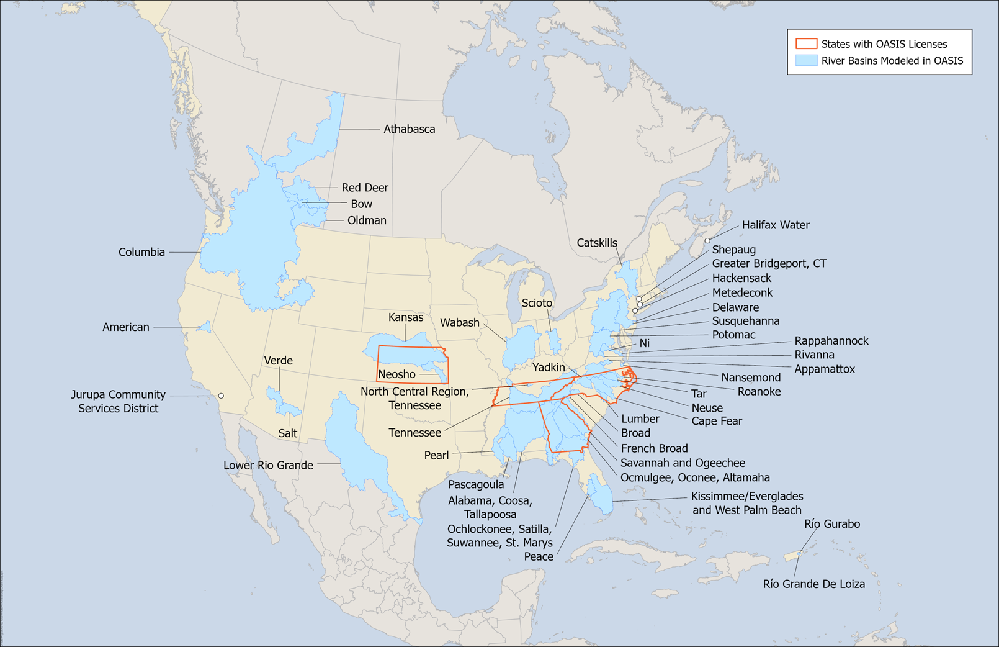 States with OASIS Licenses
River Basins Modeled in OASIS
Athabasca
Red Deer
Bow
Oldman
Columbia
Halifax Water
Catskills
Shepaug
Greater Bridgeport, CT
Hackensack
Metedeconk
Delaware
Susquehanna
Potomac
Scioto
Kansas
Wabash
American
Ni
Rappahannock
Rivanna
Appamattox
Verde
Neosho
Yadkin
Nansemond
Roanoke
Tar
Neuse
Cape Fear
North Central Region,
Tennessee
Jurupa Community
Services District
Salt
Tennessee
Lumber
Broad
French Broad
Savannah and Ogeechee
Ocmulgee, Oconee, Altamaha
Pearl
Lower Rio Grande
Pascagoula
Alabama, Coosa,
Tallapoosa
Ochlockonee, Satilla,
Suwannee, St. Marys
Peace
Kissimmee/Everglades
and West Palm Beach
Río Gurabo
Río Grande De Loiza